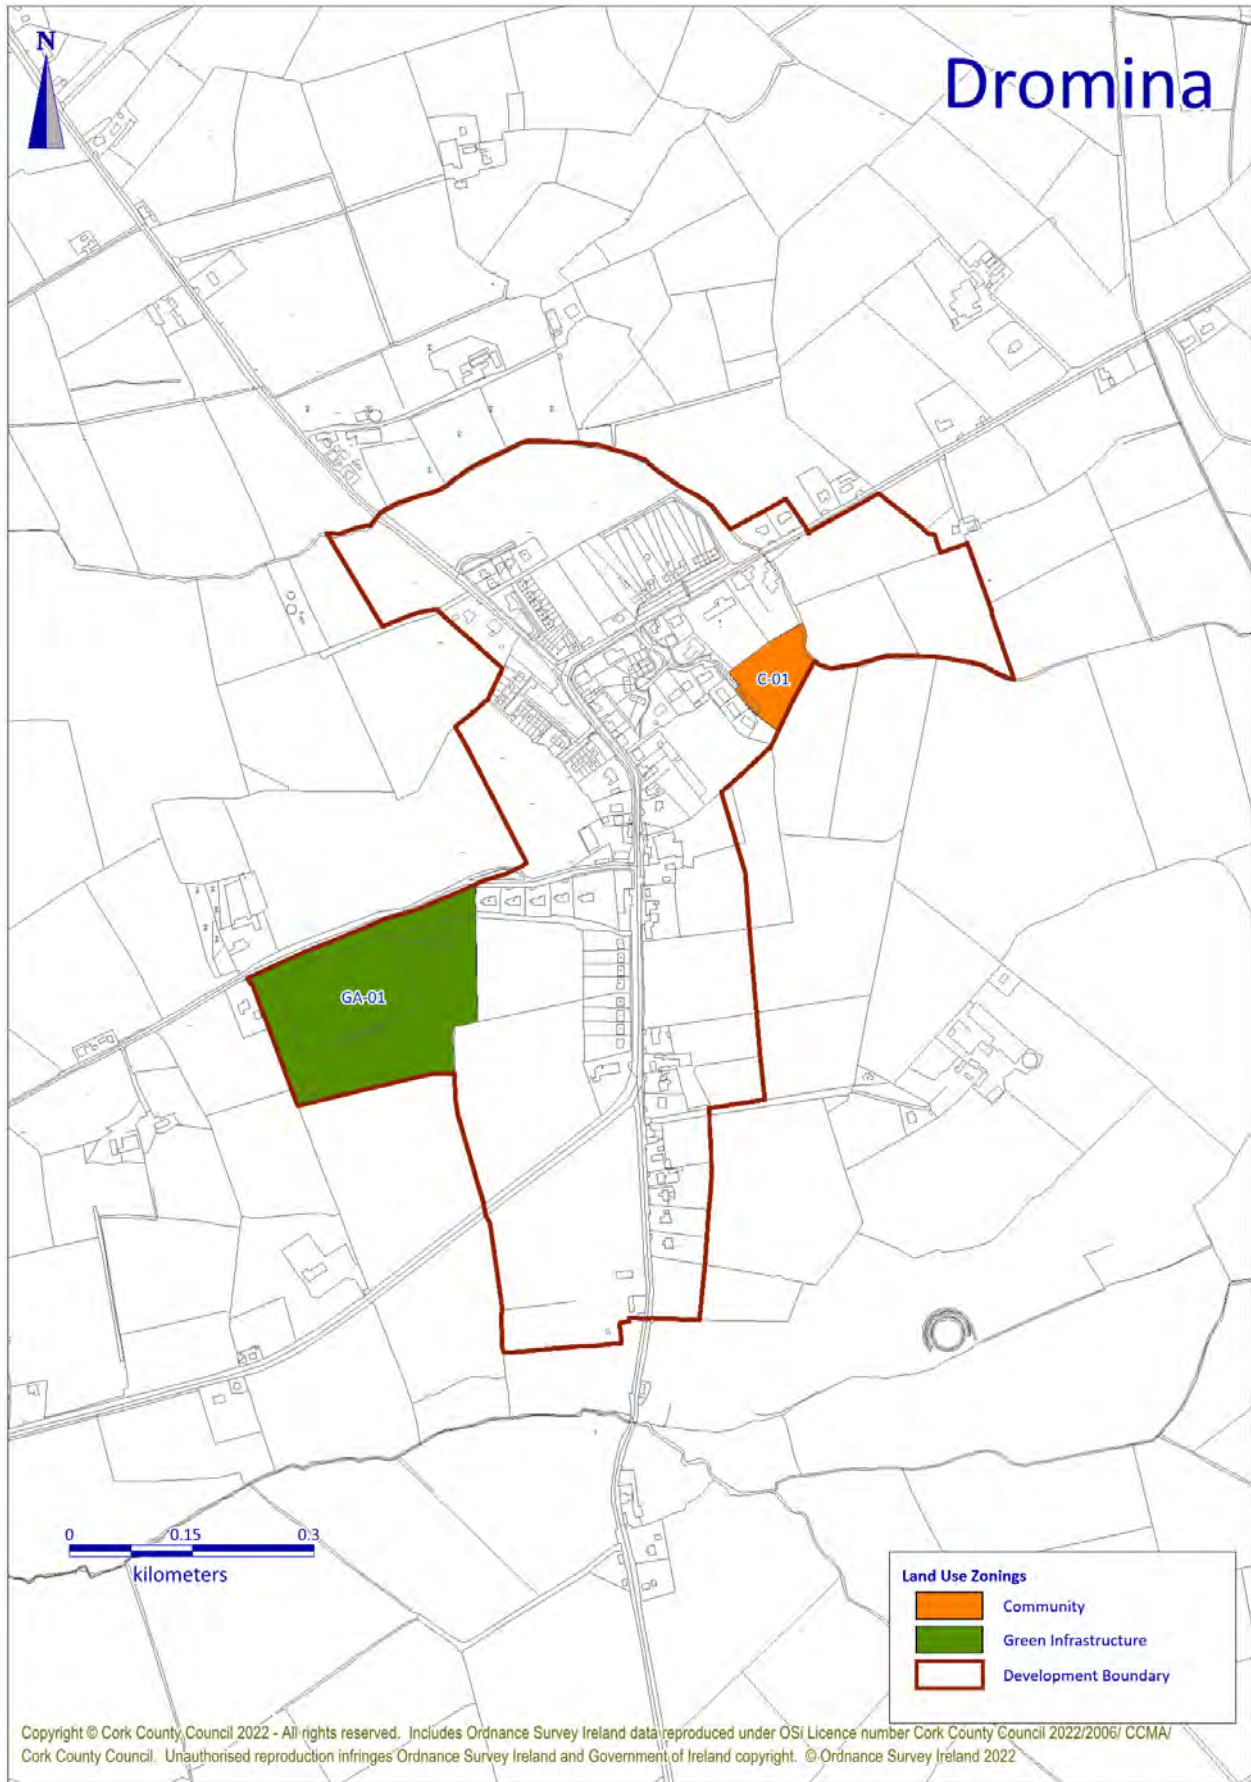 N
Dromina
C-01
GA-01
0 0.15 0.3
kilometers
Land Use Zonings
Community
Green Infrastructure
Development Boundary
Copyright © Cork County Council 2022 - All rights reserved. Includes Ordnance Survey Ireland data reproduced under OSi Licence number Cork County Council 2022/2006/ CCMA/
Cork County Council. Unauthorised reproduction infringes Ordnance Survey Ireland and Government of Ireland copyright. © Ordnance Survey Ireland 2022